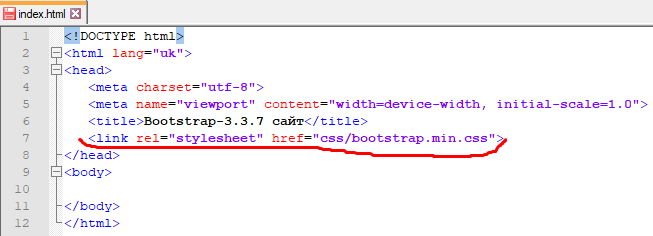 index.html
1 <!DOCTYPE html>
2 <html lang="uk">
3 <head>
4 <meta charset="utf-8">
5 <meta name="viewport" content="width=device-width, initial-scale=1.0">
6 <title>Bootstrap-3.3.7 сайт</title>
7 <link rel="stylesheet" href="css/bootstrap.min.css">
8 </head>
9 <body>
10
11 </body>
12 </html>